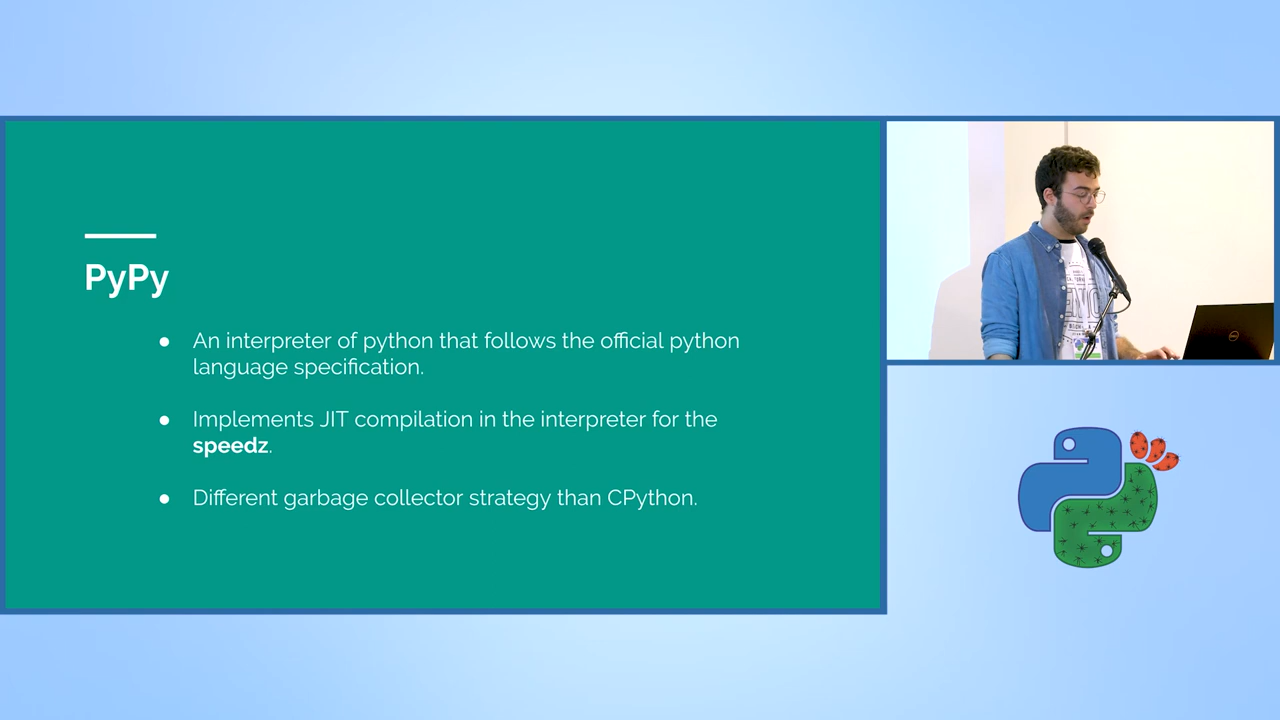 PyPy
● An interpreter of python that follows the official python
language specification.
● Implements JIT compilation in the interpreter for the
speedz.
● Different garbage collector strategy than CPython.